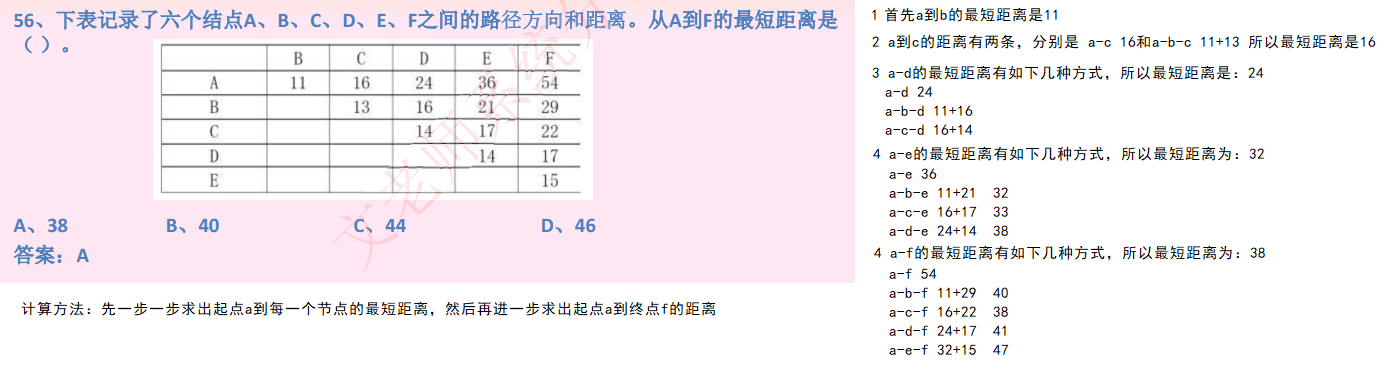 56、下表记录了六个结点A、B、C、D、E、F之间的路径方向和距离。从A到F的最短距离是
（ ）。
B C D E F
A 11 16 24 36 54
B 13 16 21 29
C 14 17 22
D 14 17
E 15
A、38 B、40 C、44 D、46
答案：A
计算方法：先一步一步求出起点a到每一个节点的最短距离，然后再进一步求出起点a到终点f的距离
1 首先a到b的最短距离是11
2 a到c的距离有两条，分别是 a-c 16和a-b-c 11+13 所以最短距离是16
3 a-d的最短距离有如下几种方式，所以最短距离是：24
a-d 24
a-b-d 11+16
a-c-d 16+14
4 a-e的最短距离有如下几种方式，所以最短距离为：32
a-e 36
a-b-e 11+21 32
a-c-e 16+17 33
a-d-e 24+14 38
4 a-f的最短距离有如下几种方式，所以最短距离为：38
a-f 54
a-b-f 11+29 40
a-c-f 16+22 38
a-d-f 24+17 41
a-e-f 32+15 47
文老师系统